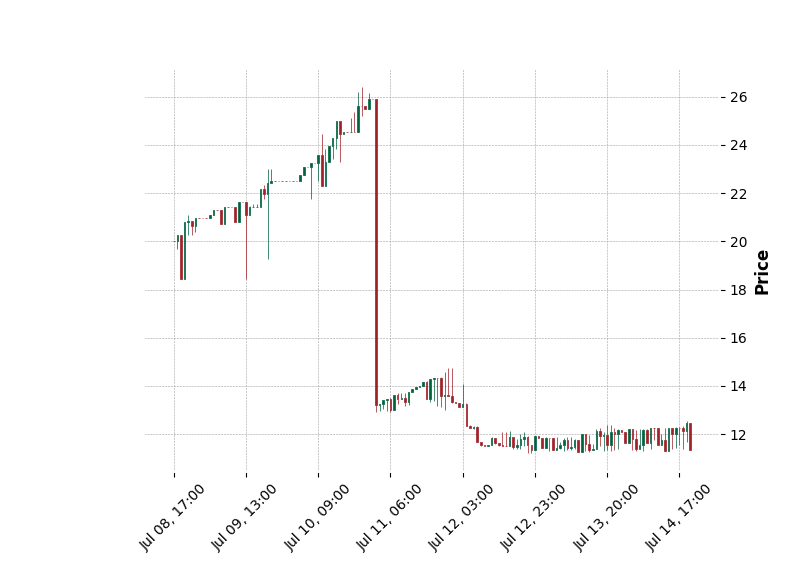 26
24
22
20
18
16
14
12
Price
Jul 08, 17:00
Jul 09, 13:00
Jul 10, 09:00
Jul 11, 06:00
Jul 12, 03:00
Jul 12, 23:00
Jul 13, 20:00
Jul 14, 17:00